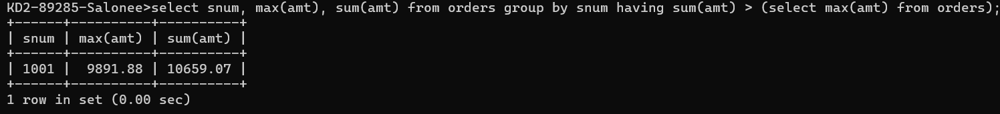 KD2-89285-Salonee>select snum, max(amt), sum(amt) from orders group by snum having sum(amt) > (select max(amt) from orders);
+------+----------+----------+
| snum | max(amt) | sum(amt) |
+------+----------+----------+
| 1001 |  9891.88 | 10659.07 |
+------+----------+----------+
1 row in set (0.00 sec)